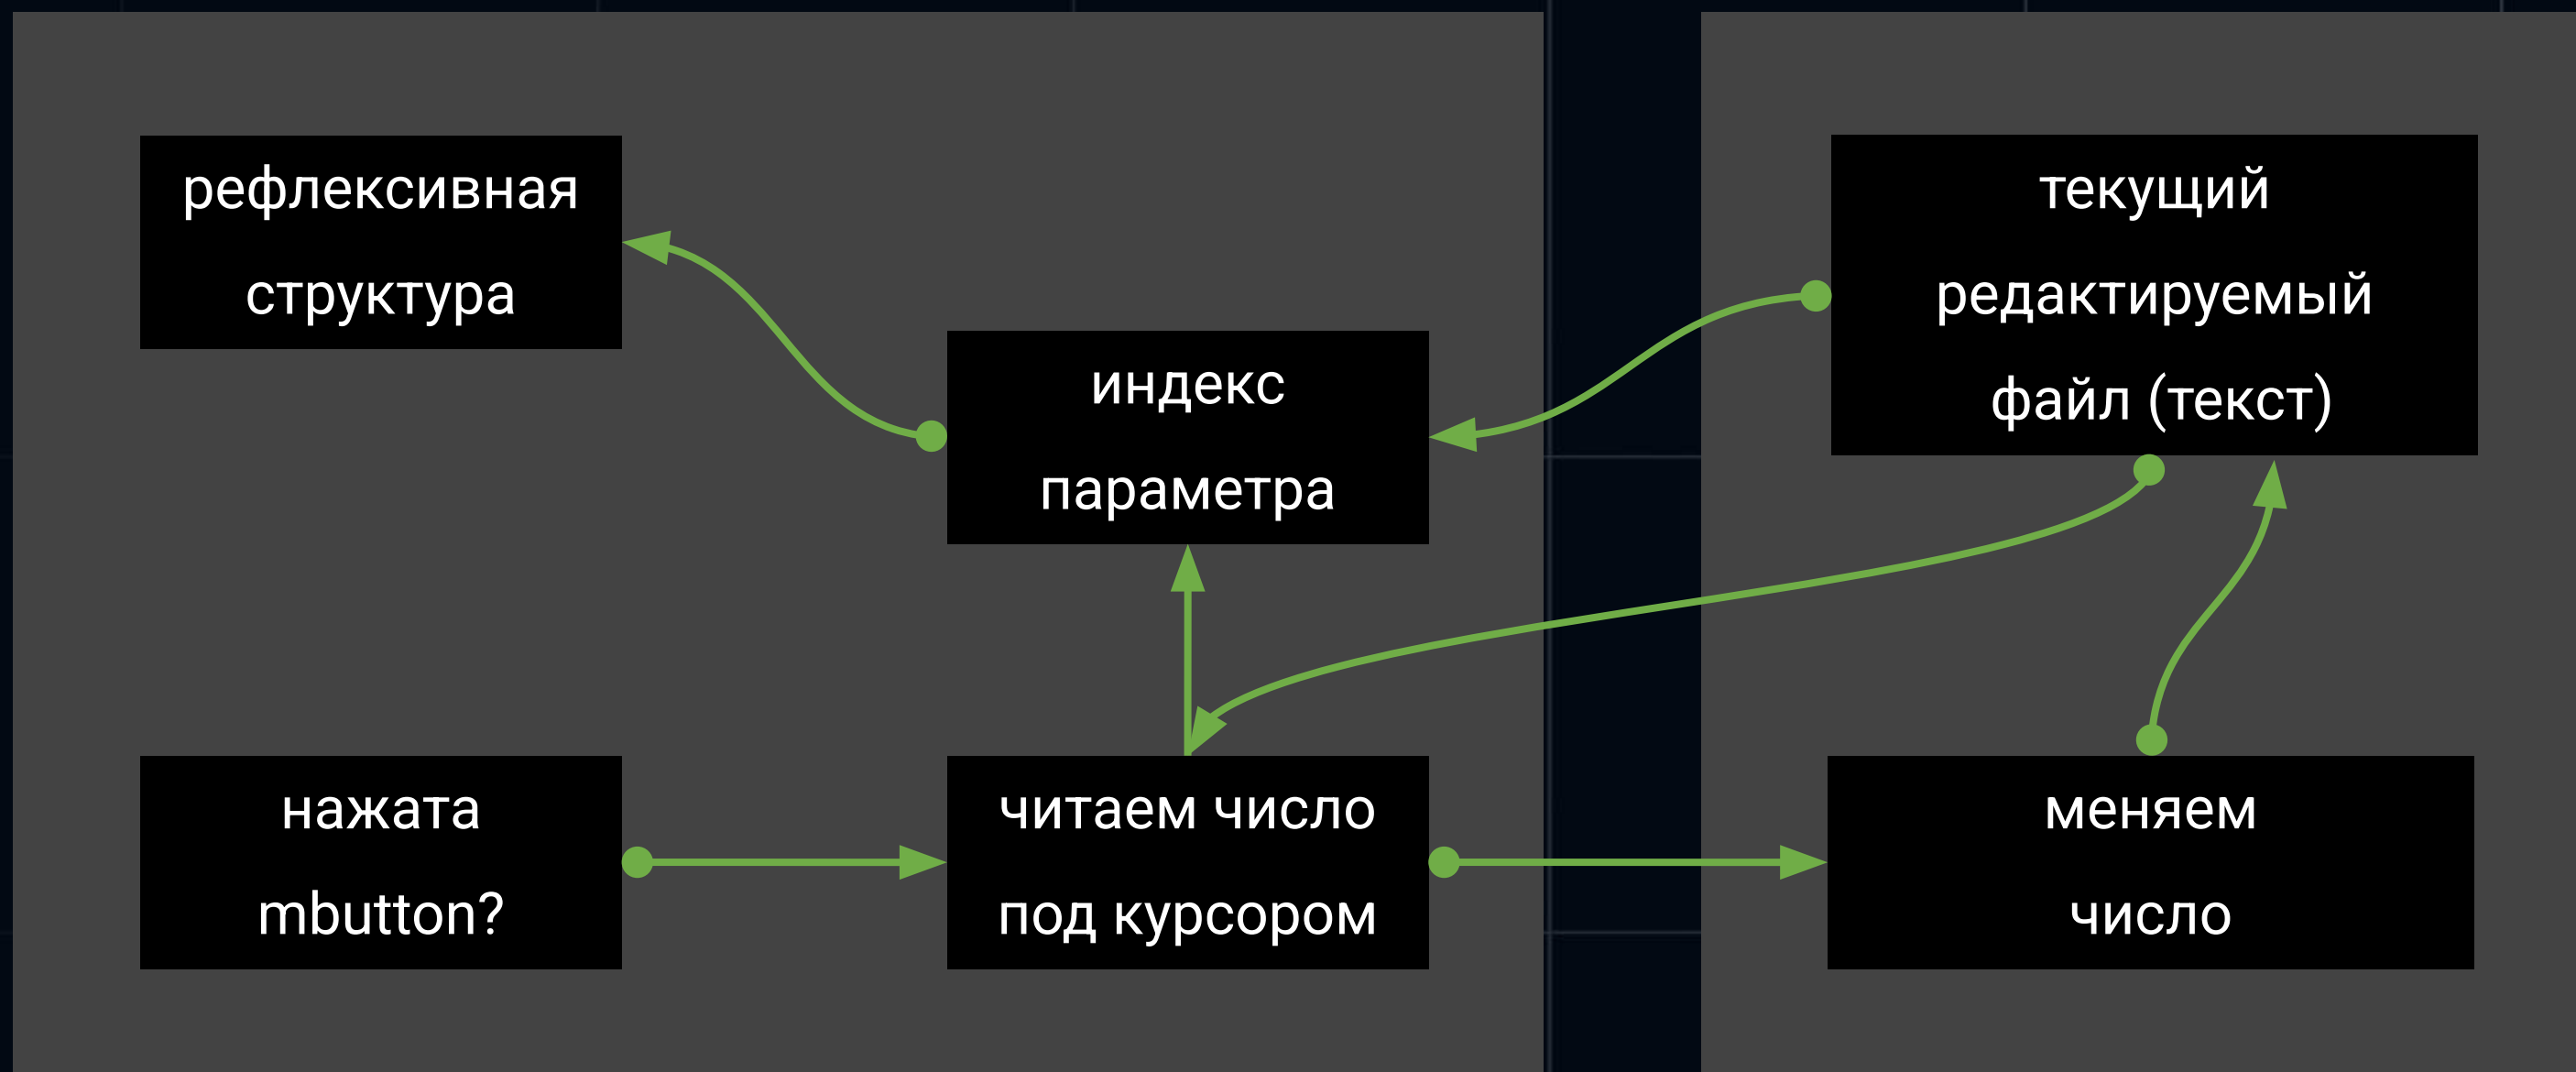 рефлексивная
структура
индекс
параметра
текущий
редактируемый
файл (текст)
нажата
mbutton?
читаем число
под курсором
меняем
число